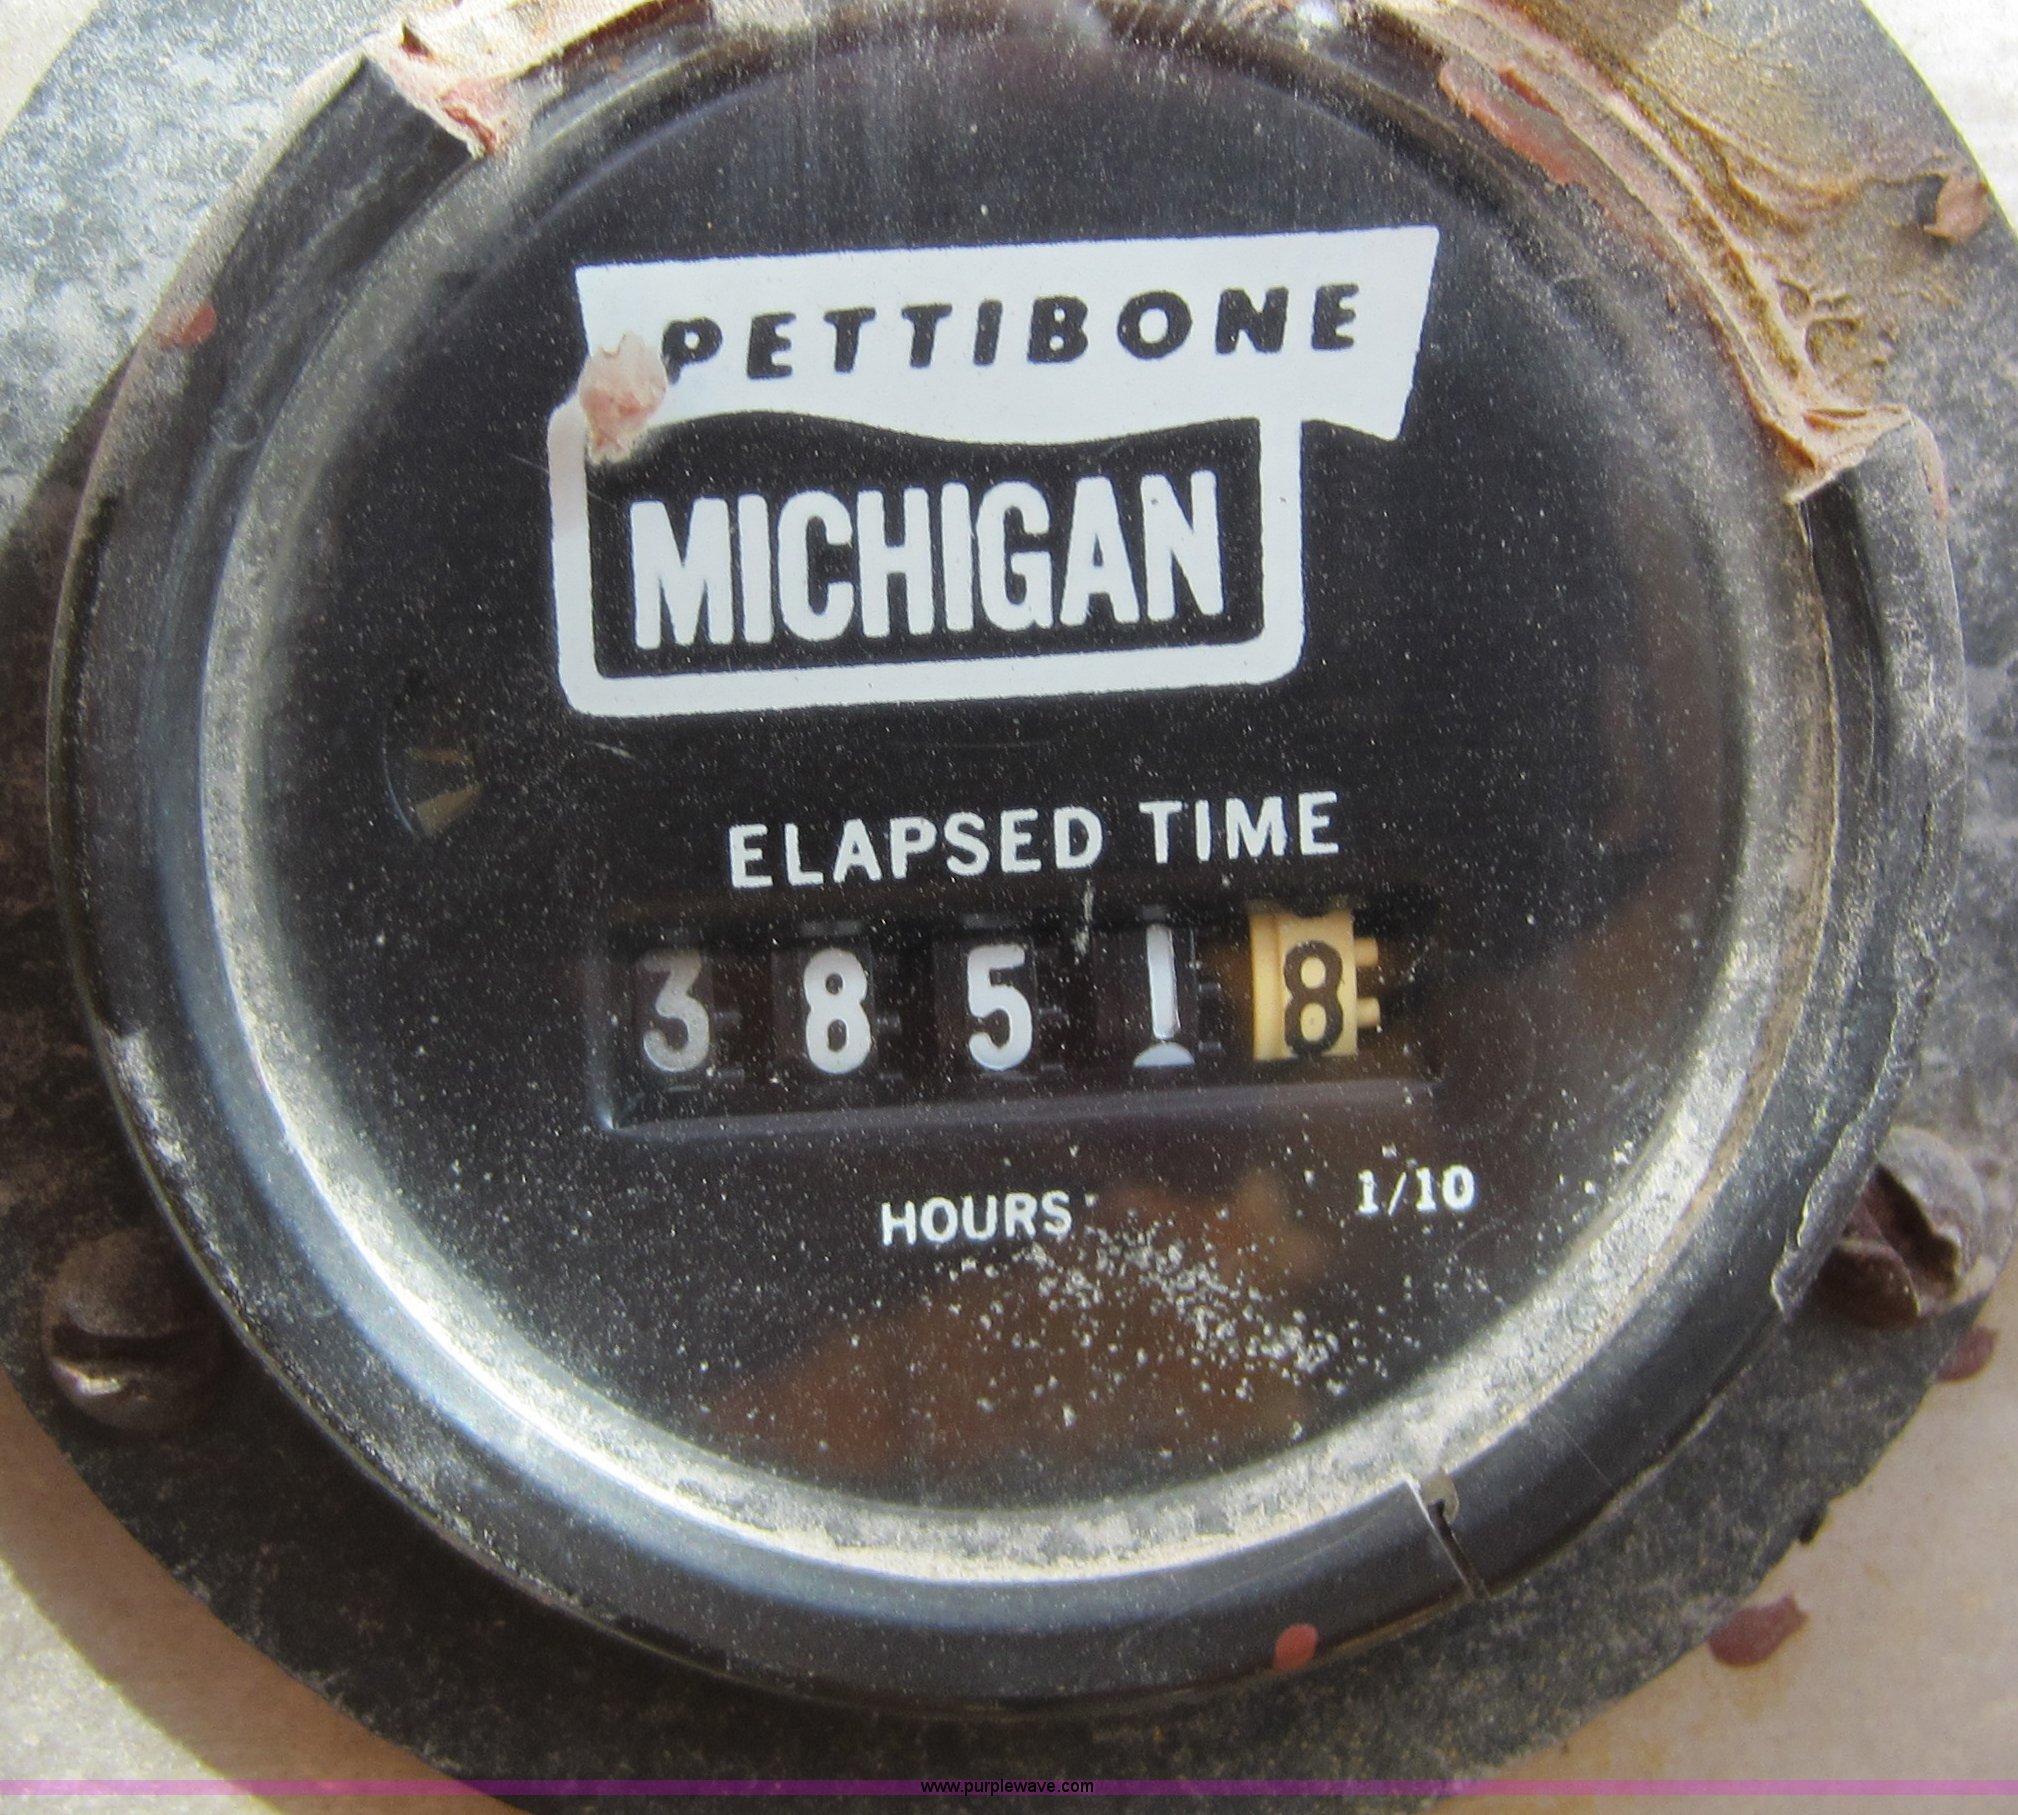 PETTIBONE
MICHIGAN
ELAPSED TIME
3 8 5 1 8
HOURS 1/10
www.purplewave.com